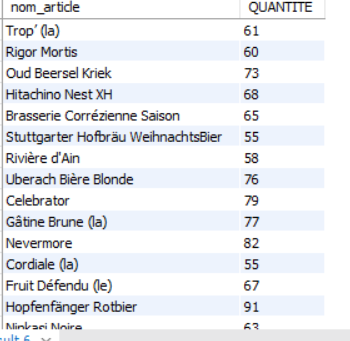 nom_article QUANTITE
Trop' (la) 61
Rigor Mortis 60
Oud Beersel Kriek 73
Hitachino Nest XH 68
Brasserie Corrézienne Saison 65
Stuttgarter Hofbräu WeihnachtsBier 55
Rivière d'Ain 58
Uberach Bière Blonde 76
Celebrator 79
Gâtine Brune (la) 77
Nevermore 82
Cordiale (la) 55
Fruit Défendu (le) 67
Hopfenfänger Rotbier 91
Ninkasi Noire 63
sult 6